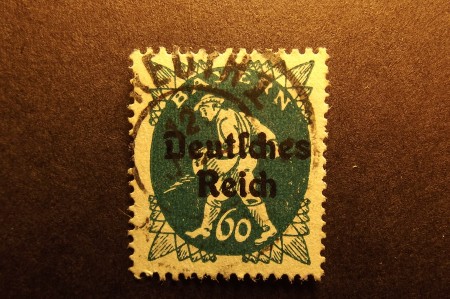 BAYERN
Deutsches
Reich
60